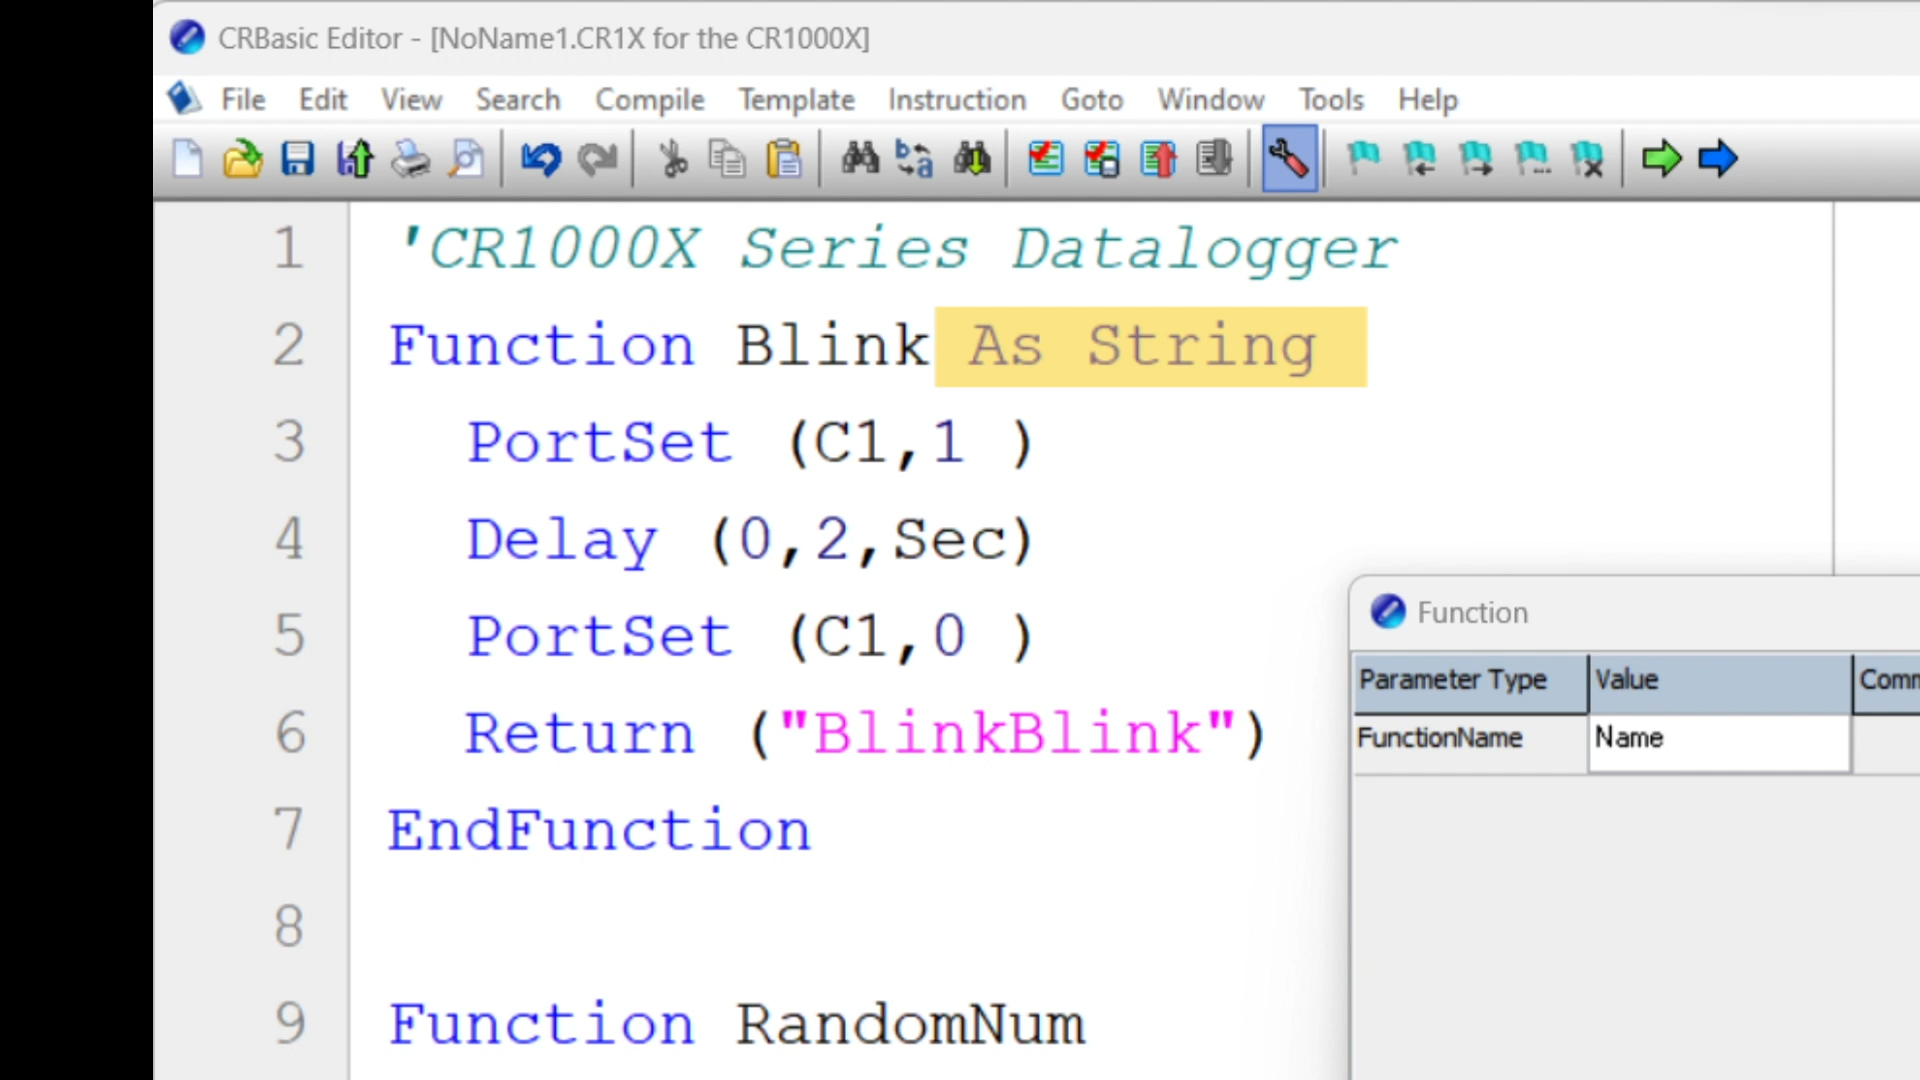 CRBasic Editor - [NoName1.CR1X for the CR1000X]
File Edit View Search Compile Template Instruction Goto Window Tools Help
1 'CR1000X Series Datalogger
2 Function Blink As String
3 PortSet (C1,1 )
4 Delay (0,2,Sec)
5 PortSet (C1,0 )
6 Return ("BlinkBlink")
7 EndFunction
8
9 Function RandomNum
Function
Parameter Type Value Comm
FunctionName Name